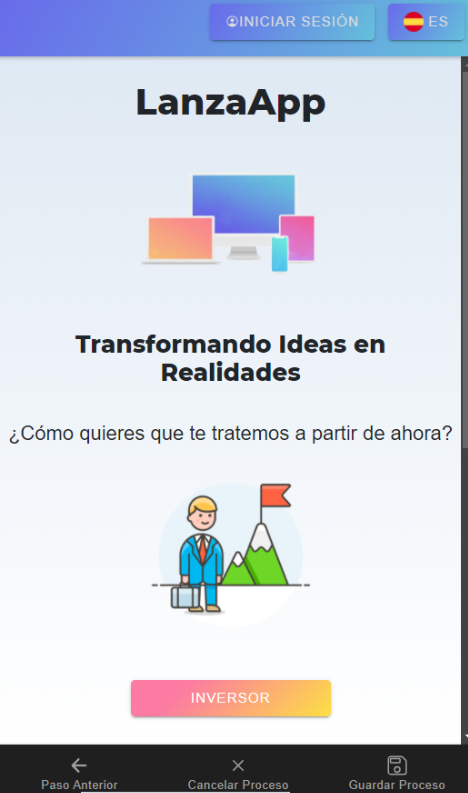 INICIAR SESIÓN
ES
LanzaApp
Transformando Ideas en
Realidades
¿Cómo quieres que te tratemos a partir de ahora?
INVERSOR
Paso Anterior
Cancelar Proceso
Guardar Proceso